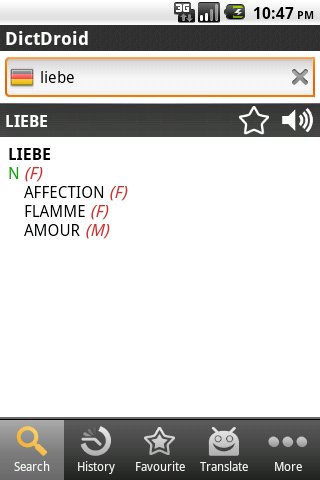 3G 10:47 PM
DictDroid
liebe
LIEBE
LIEBE
N (F)
AFFECTION (F)
FLAMME (F)
AMOUR (M)
Search History Favourite Translate More